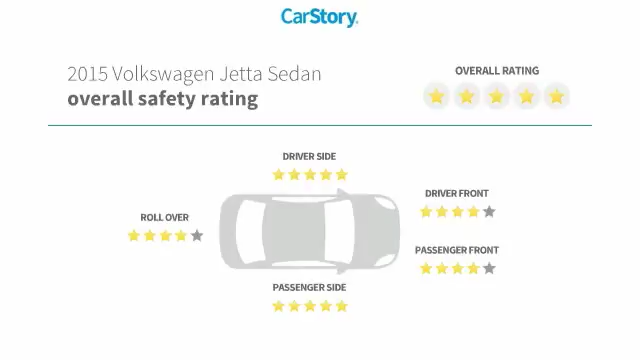 CarStory.
2015 Volkswagen Jetta Sedan
overall safety rating
OVERALL RATING
DRIVER SIDE
DRIVER FRONT
ROLL OVER
PASSENGER FRONT
PASSENGER SIDE